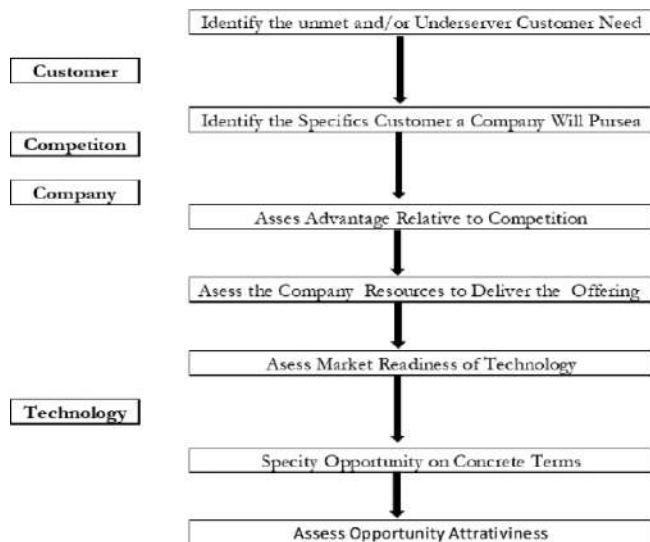 Identify the unmet and/or Underserver Customer Need
Customer
Identify the Specifics Customer a Company Will Pursea
Competiton
Company
Asses Advantage Relative to Competition
Asess the Company Resources to Deliver the Offering
Asess Market Readiness of Technology
Technology
Specity Opportunity on Concrete Terms
Assess Opportunity Attrativiness